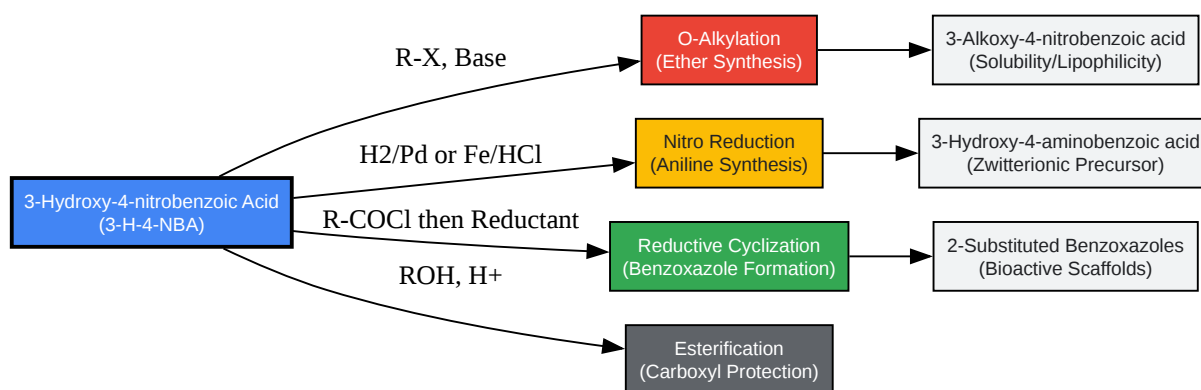 3-Hydroxy-4-nitrobenzoic Acid
(3-H-4-NBA)
R-X, Base
O-Alkylation
(Ether Synthesis)
3-Alkoxy-4-nitrobenzoic acid
(Solubility/Lipophilicity)
H2/Pd or Fe/HCl
Nitro Reduction
(Aniline Synthesis)
3-Hydroxy-4-aminobenzoic acid
(Zwitterionic Precursor)
R-COCl then Reductant
Reductive Cyclization
(Benzoxazole Formation)
2-Substituted Benzoxazoles
(Bioactive Scaffolds)
ROH, H+
Esterification
(Carboxyl Protection)